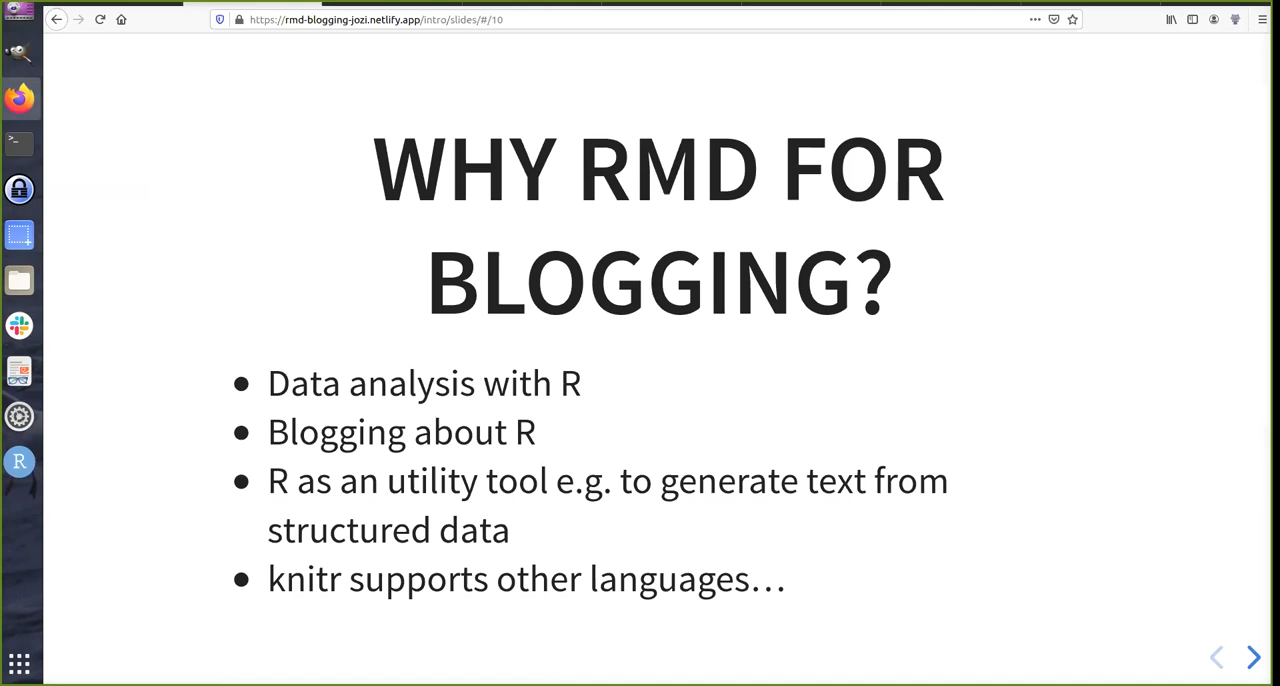 https://rmd-blogging-jozi.netlify.app/intro/slides/#/10
WHY RMD FOR
BLOGGING?
Data analysis with R
Blogging about R
R as an utility tool e.g. to generate text from
structured data
knitr supports other languages…
R